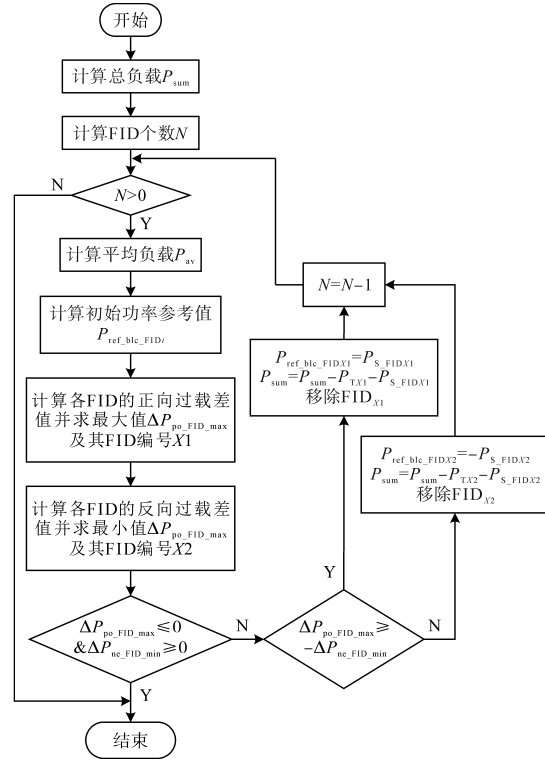 开始
计算总负载P_sum
计算FID个数N
N
N>0
Y
计算平均负载P_av
计算初始功率参考值
P_ref_blc_FIDi
计算各FID的正向过载差
值并求最大值ΔP_po_FID_max
及其FID编号X1
计算各FID的反向过载差
值并求最小值ΔP_po_FID_max
及其FID编号X2
ΔP_po_FID_max≤0
&ΔP_ne_FID_min≥0
N
Y
结束
ΔP_po_FID_max≥
-ΔP_ne_FID_min
Y
N
P_ref_blc_FIDX1=P_S_FIDX1
P_sum=P_sum-P_TX1-P_S_FIDX1
移除FID_X1
P_ref_blc_FIDX2=-P_S_FIDX2
P_sum=P_sum-P_TX2-P_S_FIDX2
移除FID_X2
N=N-1